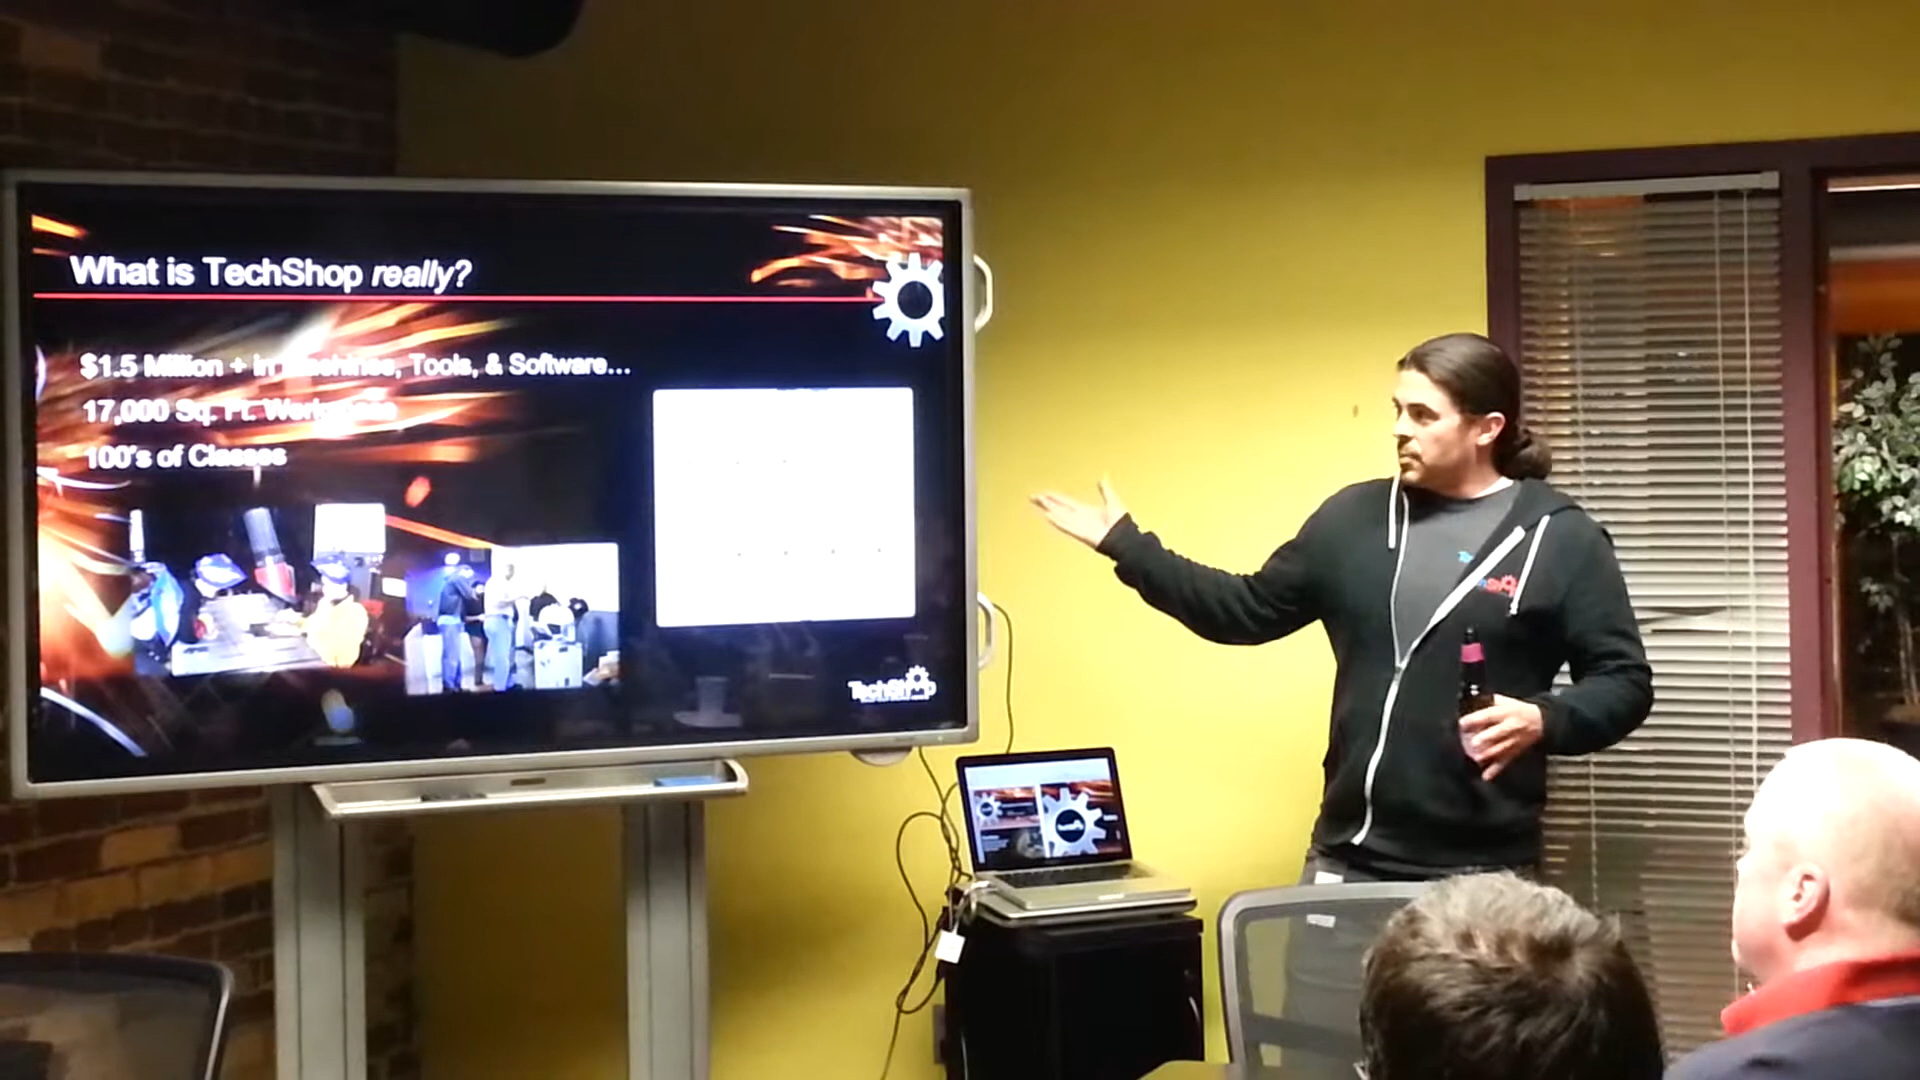 What is TechShop really?
$1.5 Million + in Machines, Tools, & Software...
17,000 Sq. Ft. Workspace
100's of Classes
TechShop